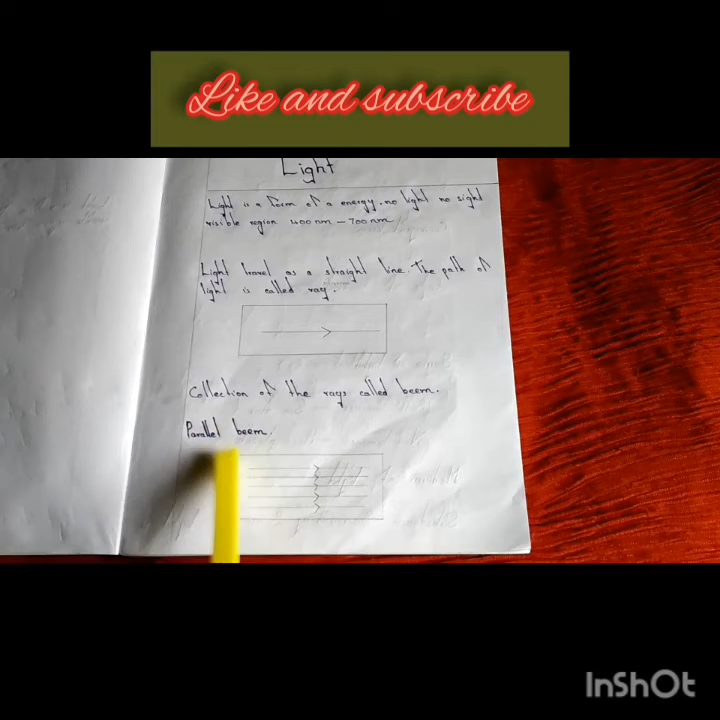 Like and subscribe
Light
Light is a form of a energy. no light no sight
visible region 400 nm – 700 nm
Light travel as a straight line. The path of
light is called ray.
Collection of the rays called beem.
Parallel beem.
InShOt